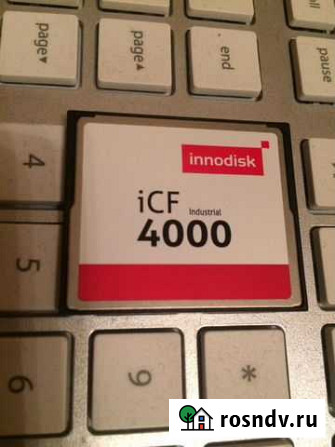 page▼
page▲
end
pause
4
innodisk
iCF Industrial
4000
5
6
9
*
rosndv.ru